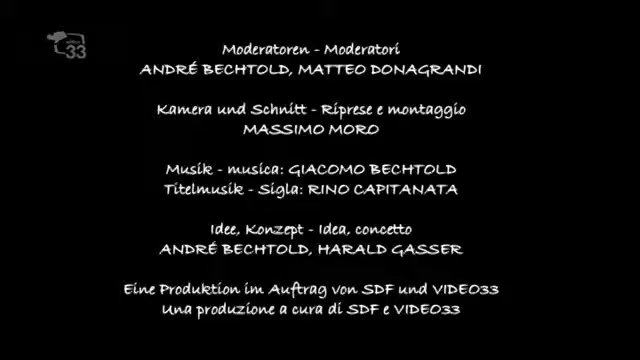 video
33
Moderatoren - Moderatori
ANDRÉ BECHTOLD, MATTEO DONAGRANDI
Kamera und Schnitt - Riprese e montaggio
MASSIMO MORO
Musik - musica: GIACOMO BECHTOLD
Titelmusik - Sigla: RINO CAPITANATA
Idee, Konzept - Idea, concetto
ANDRÉ BECHTOLD, HARALD GASSER
Eine Produktion im Auftrag von SDF und VIDEO33
Una produzione a cura di SDF e VIDEO33